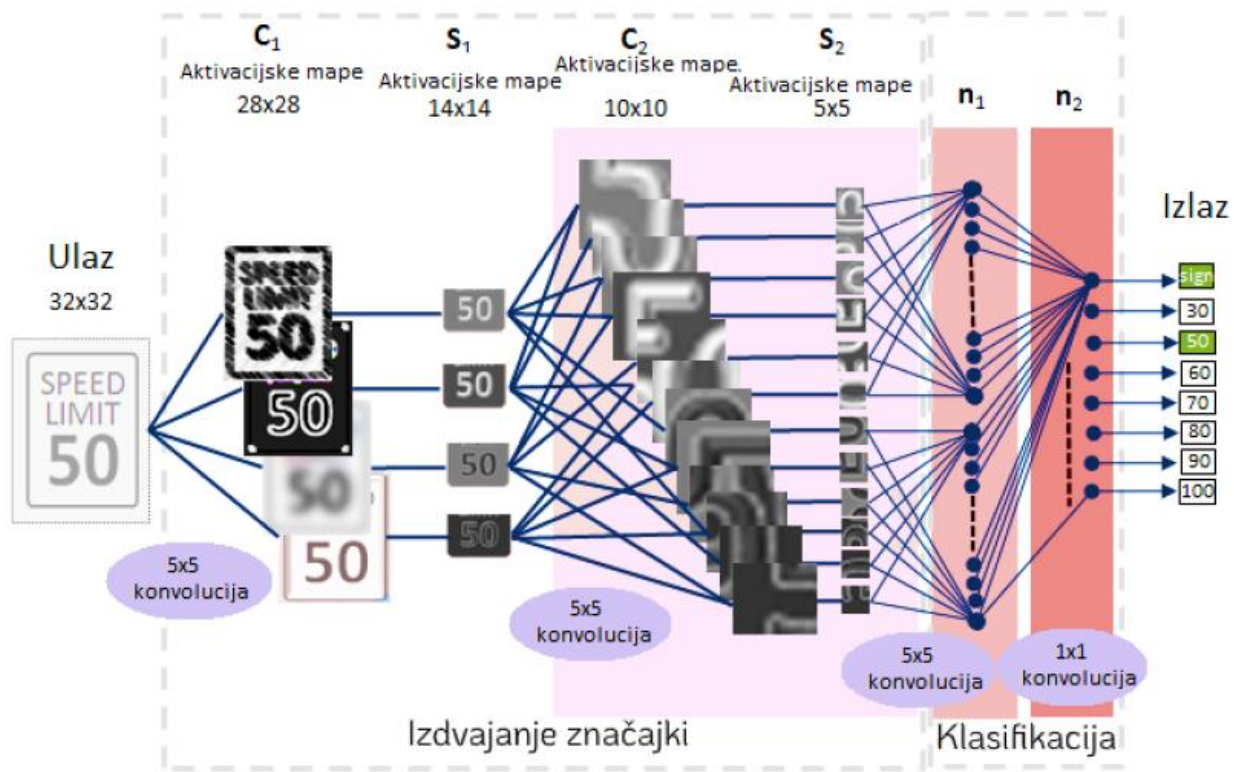 C₁
Aktivacijske mape
28x28
S₁
Aktivacijske mape
14x14
C₂
Aktivacijske mape.
10x10
S₂
Aktivacijske mape
5x5
n₁
n₂
Ulaz
32x32
SPEED
LIMIT
50
SPEED
LIMIT
50
50
50
50
50
50
50
50
5x5
konvolucija
5x5
konvolucija
5x5
konvolucija
1x1
konvolucija
Izlaz
sign
30
50
60
70
80
90
100
Izdvajanje značajki
Klasifikacija